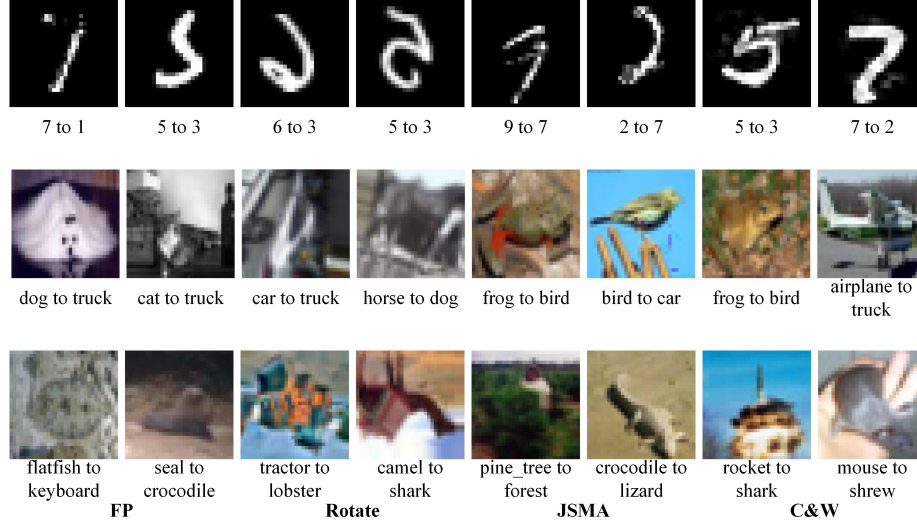 7 to 1 5 to 3 6 to 3 5 to 3 9 to 7 2 to 7 5 to 3 7 to 2
dog to truck cat to truck car to truck horse to dog frog to bird bird to car frog to bird airplane to
truck
flatfish to seal to tractor to camel to pine_tree to crocodile to rocket to mouse to
keyboard crocodile lobster shark forest lizard shark shrew
FP Rotate JSMA C&W